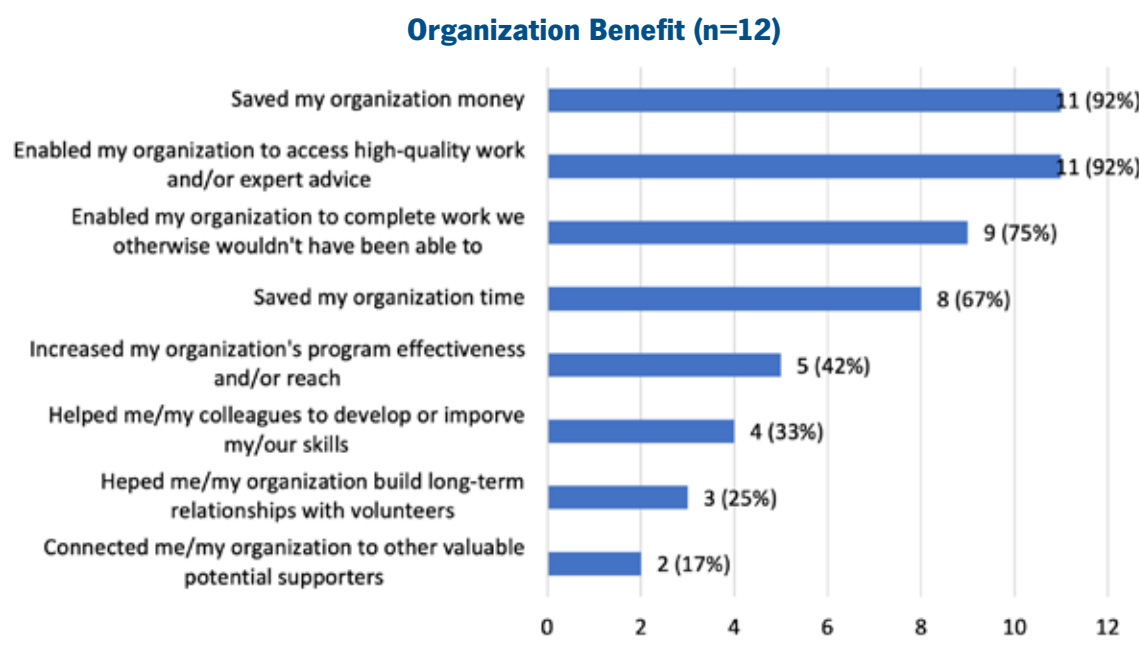 Organization Benefit (n=12)
Saved my organization money
11 (92%)
Enabled my organization to access high-quality work
and/or expert advice
11 (92%)
Enabled my organization to complete work we
otherwise wouldn't have been able to
9 (75%)
Saved my organization time
8 (67%)
Increased my organization's program effectiveness
and/or reach
5 (42%)
Helped me/my colleagues to develop or imporve
my/our skills
4 (33%)
Heped me/my organization build long-term
relationships with volunteers
3 (25%)
Connected me/my organization to other valuable
potential supporters
2 (17%)
0 2 4 6 8 10 12